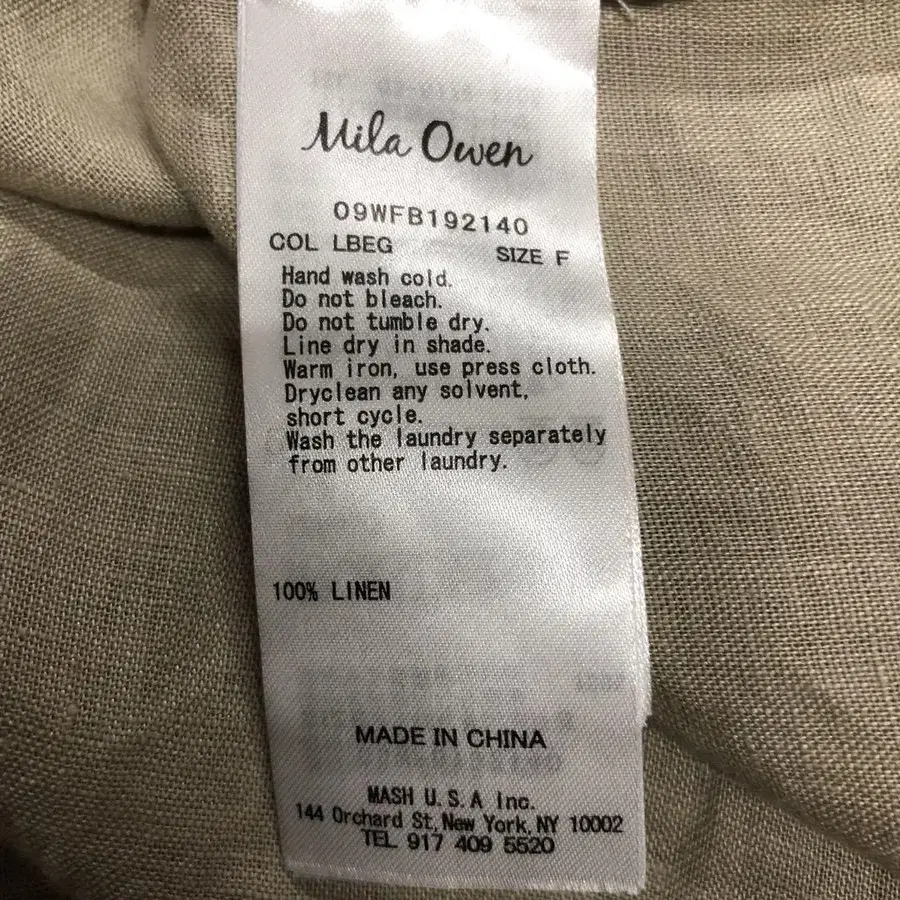 Mila Owen
09WFB192140
COL LBEG SIZE F
Hand wash cold.
Do not bleach.
Do not tumble dry.
Line dry in shade.
Warm iron, use press cloth.
Dryclean any solvent,
short cycle.
Wash the laundry separately
from other laundry.
100% LINEN
MADE IN CHINA
MASH U.S.A Inc.
144 Orchard St, New York, NY 10002
TEL 917 409 5520